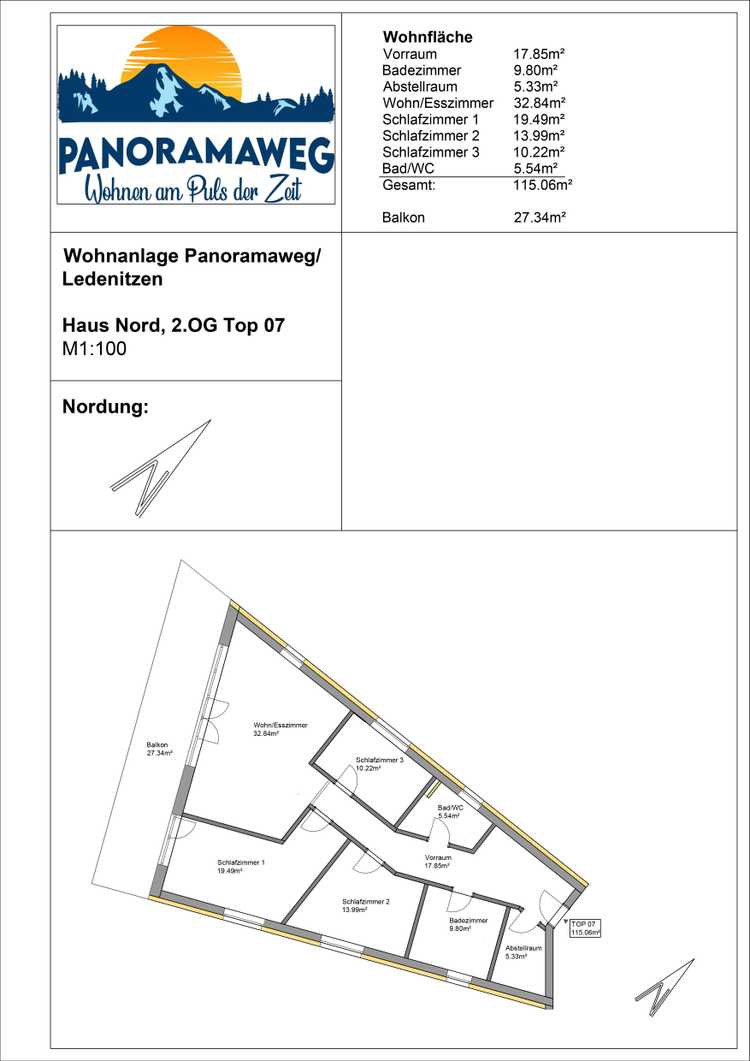 PANORAMAWEG
Wohnen am Puls der Zeit
Wohnfläche
Vorraum 17.85m²
Badezimmer 9.80m²
Abstellraum 5.33m²
Wohn/Esszimmer 32.84m²
Schlafzimmer 1 19.49m²
Schlafzimmer 2 13.99m²
Schlafzimmer 3 10.22m²
Bad/WC 5.54m²
Gesamt: 115.06m²
Balkon 27.34m²
Wohnanlage Panoramaweg/
Ledenitzen
Haus Nord, 2.OG Top 07
M1:100
Nordung:
N
Wohn/Esszimmer
32.84m²
Balkon
27.34m²
Schlafzimmer 3
10.22m²
Bad/WC
5.54m²
Vorraum
17.85m²
Schlafzimmer 1
19.49m²
Schlafzimmer 2
13.99m²
Badezimmer
9.80m²
Abstellraum
5.33m²
TOP 07
115.06m²
N